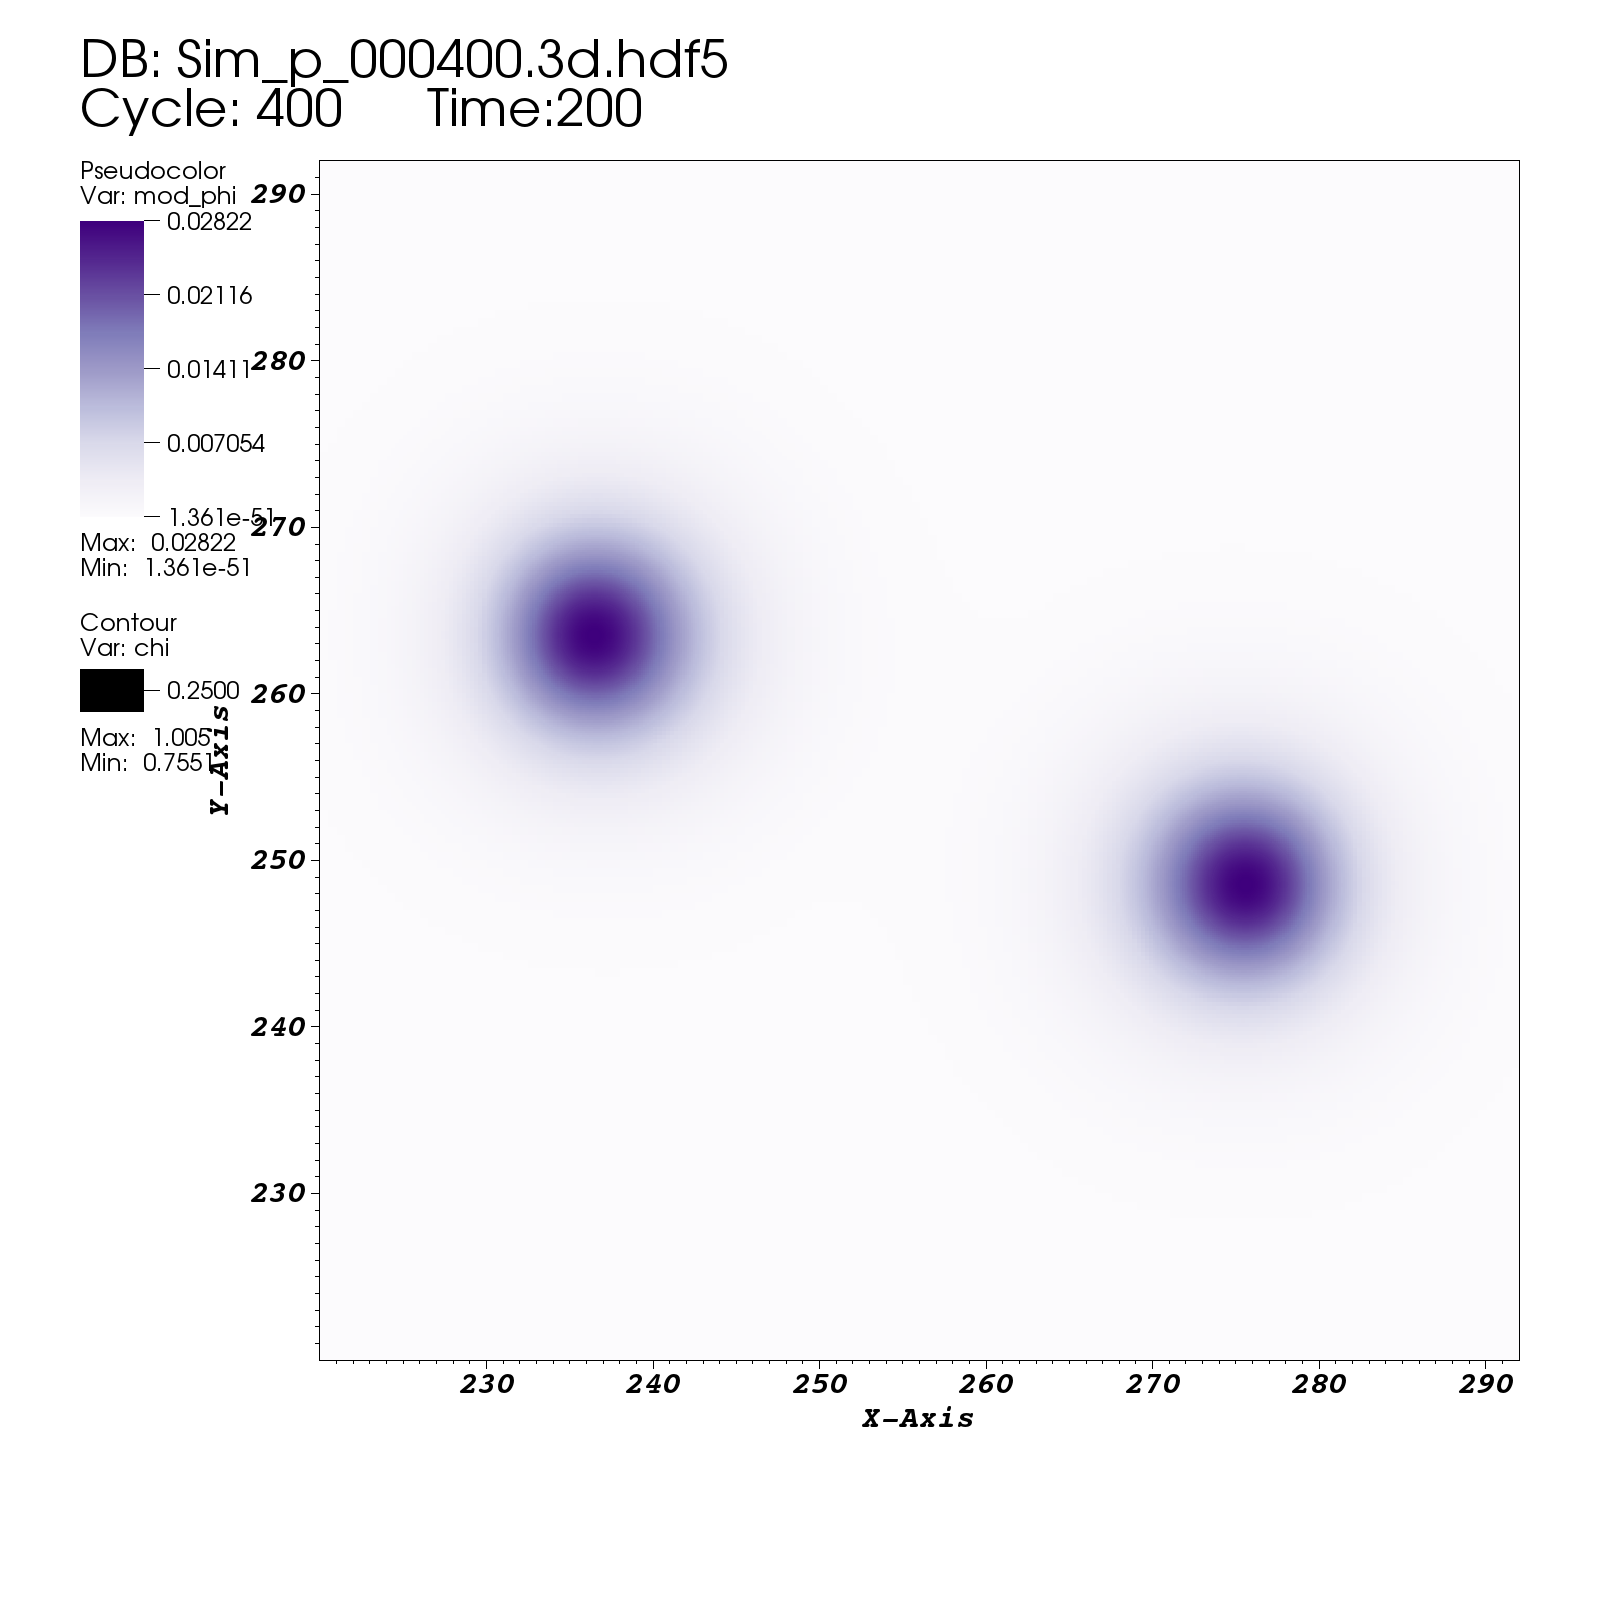 DB: Sim_p_000400.3d.hdf5
Cycle: 400 Time:200
Pseudocolor
Var: mod_phi
0.02822
0.02116
0.01411
0.007054
1.361e-51
Max: 0.02822
Min: 1.361e-51
Contour
Var: chi
0.2500
Max: 1.005
Min: 0.7551
Y-Axis
290
280
270
260
250
240
230
230 240 250 260 270 280 290
X-Axis